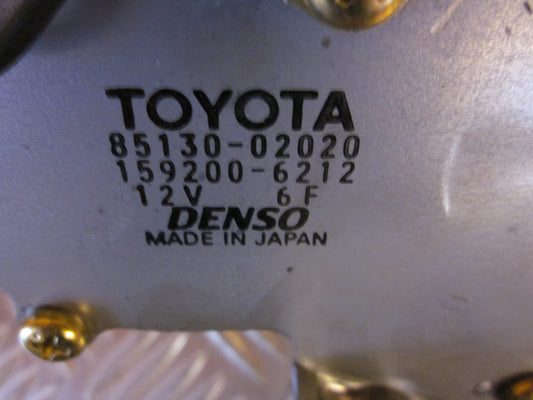 TOYOTA
85130-02020
159200-6212
12V 6F
DENSO
MADE IN JAPAN